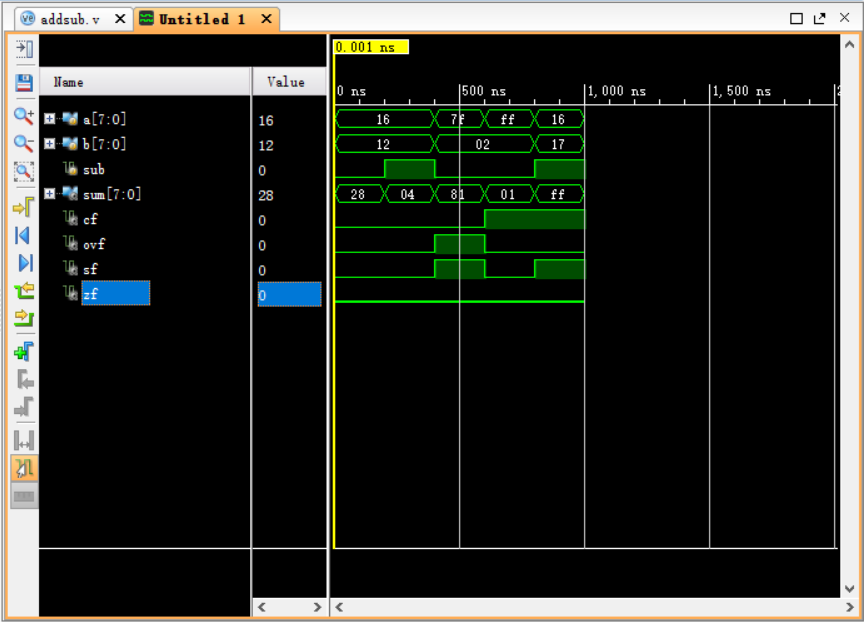 addsub.v Untitled 1
0.001 ns
Name Value
0 ns 500 ns 1,000 ns 1,500 ns 2
a[7:0] 16 16 7f ff 16
b[7:0] 12 12 02 17
sub 0
sum[7:0] 28 28 04 81 01 ff
cf 0
ovf 0
sf 0
zf 0